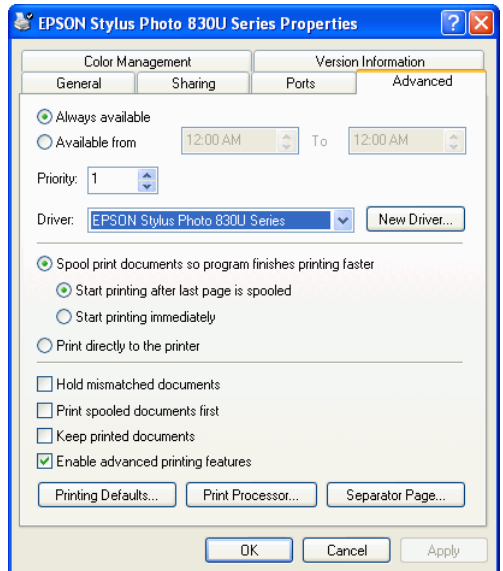 EPSON Stylus Photo 830U Series Properties
Color Management Version Information
General Sharing Ports Advanced
Always available
Available from 12:00 AM To 12:00 AM
Priority: 1
Driver: EPSON Stylus Photo 830U Series New Driver...
Spool print documents so program finishes printing faster
Start printing after last page is spooled
Start printing immediately
Print directly to the printer
Hold mismatched documents
Print spooled documents first
Keep printed documents
Enable advanced printing features
Printing Defaults... Print Processor... Separator Page...
OK Cancel Apply